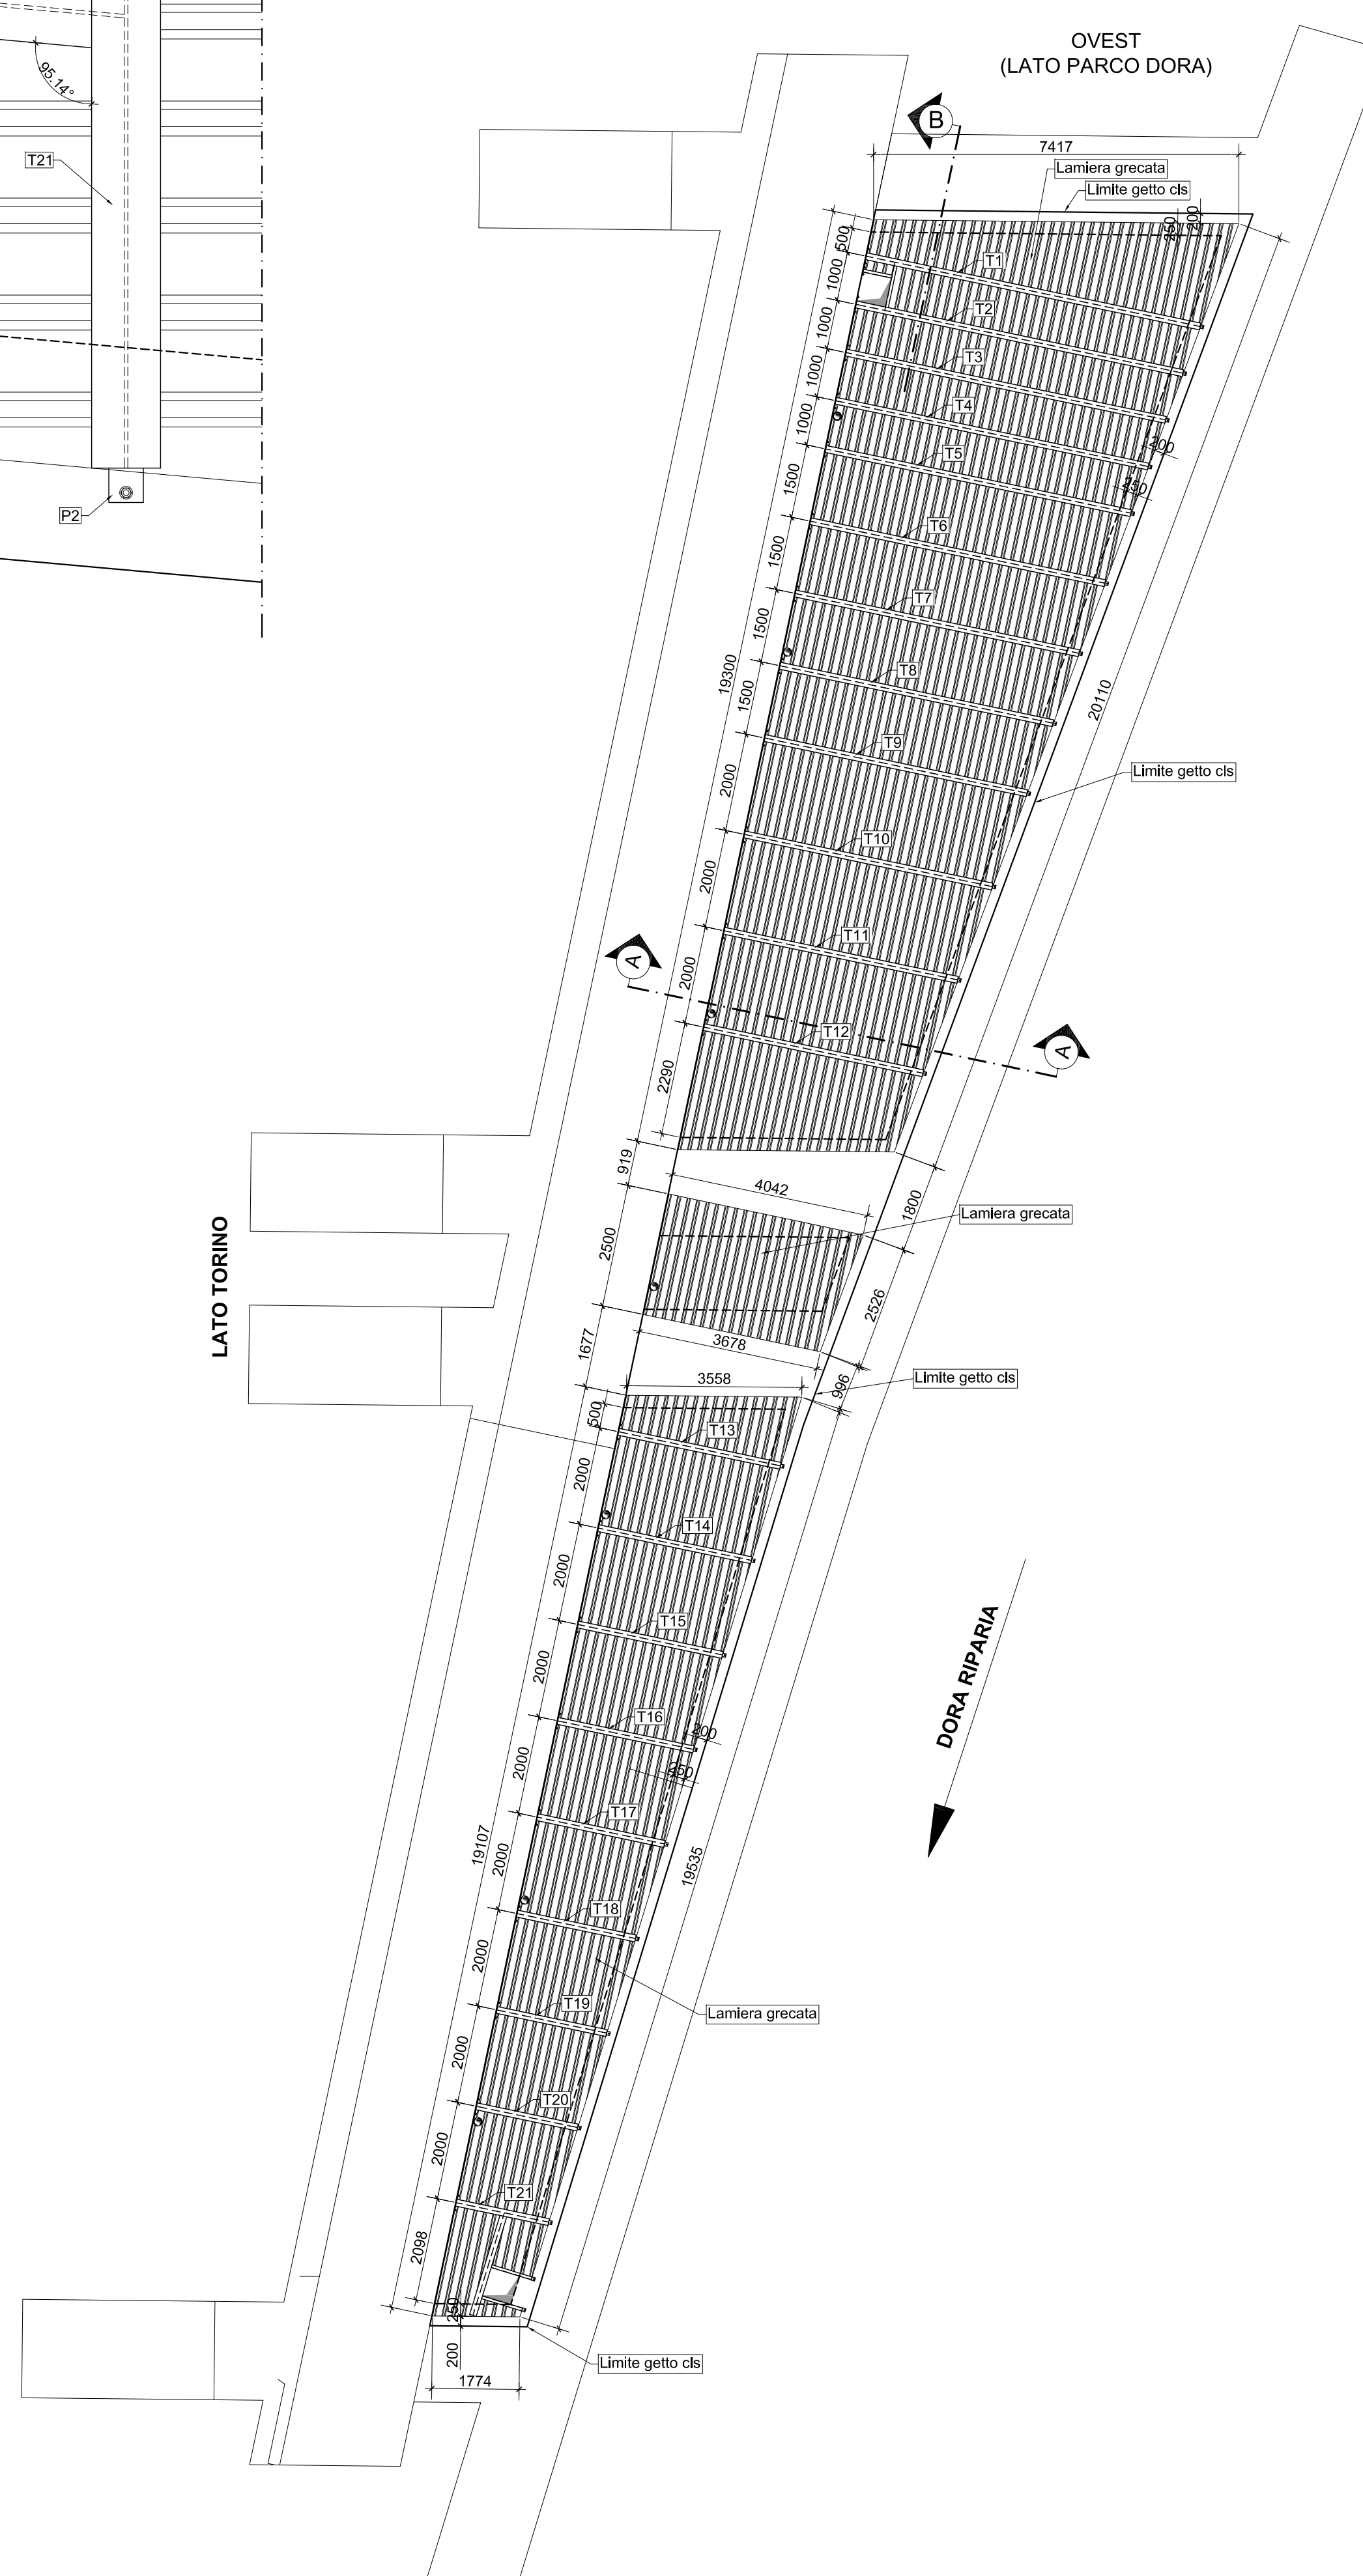 OVEST
(LATO PARCO DORA)
95.14°
T21
P2
B
7417
Lamiera grecata
Limite getto cls
250
200
500
T1
1000
T2
1000
T3
1000
T4
1000
T5
200
250
1500
T6
1500
T7
1500
T8
19300
1500
T9
20110
Limite getto cls
2000
T10
2000
T11
A
2000
T12
A
2290
919
4042
1800
Lamiera grecata
LATO TORINO
2500
2526
1677
3678
3558
996
Limite getto cls
500
T13
2000
T14
2000
T15
2000
T16
200
250
2000
T17
19107
2000
19535
T18
2000
T19
Lamiera grecata
2000
T20
2000
T21
2098
250
200
Limite getto cls
1774
DORA RIPARIA